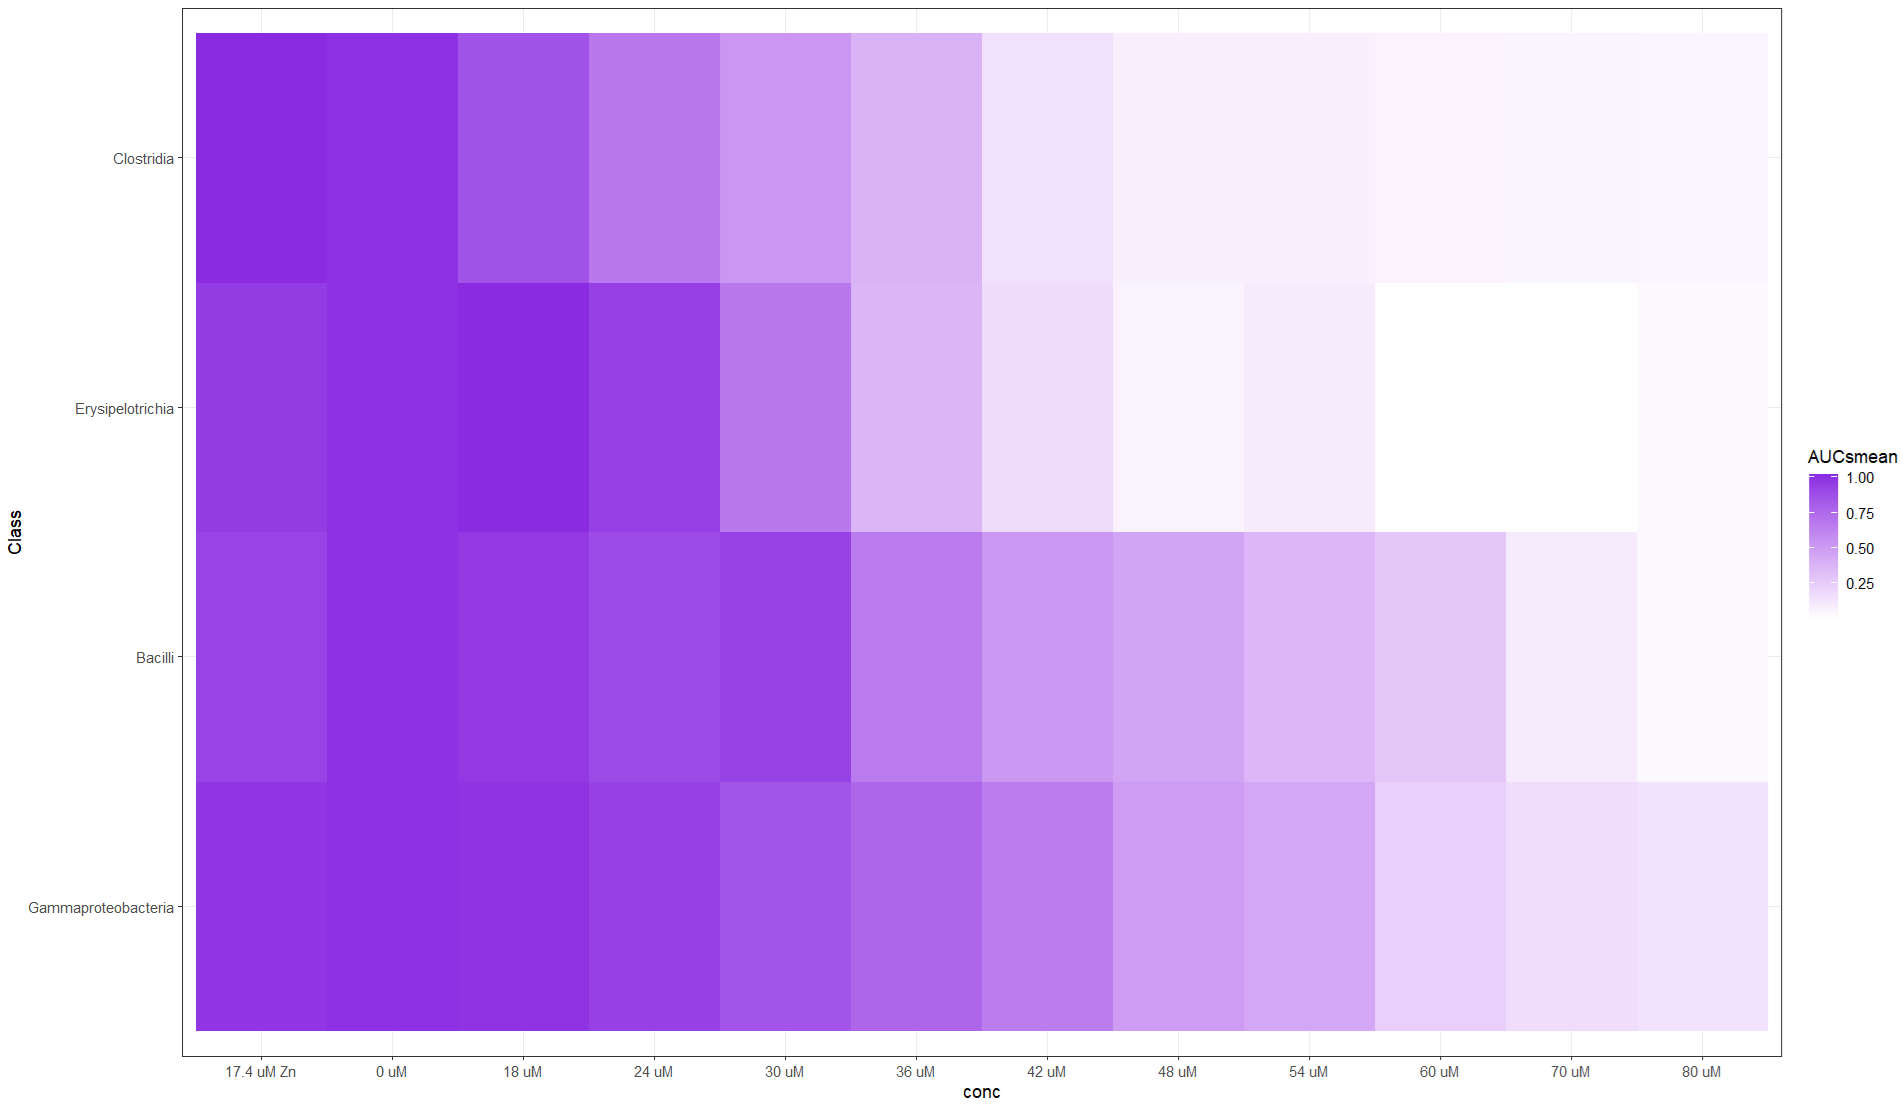 Class
Clostridia
Erysipelotrichia
Bacilli
Gammaproteobacteria
17.4 uM Zn 0 uM 18 uM 24 uM 30 uM 36 uM 42 uM 48 uM 54 uM 60 uM 70 uM 80 uM
conc
AUCsmean
1.00
0.75
0.50
0.25